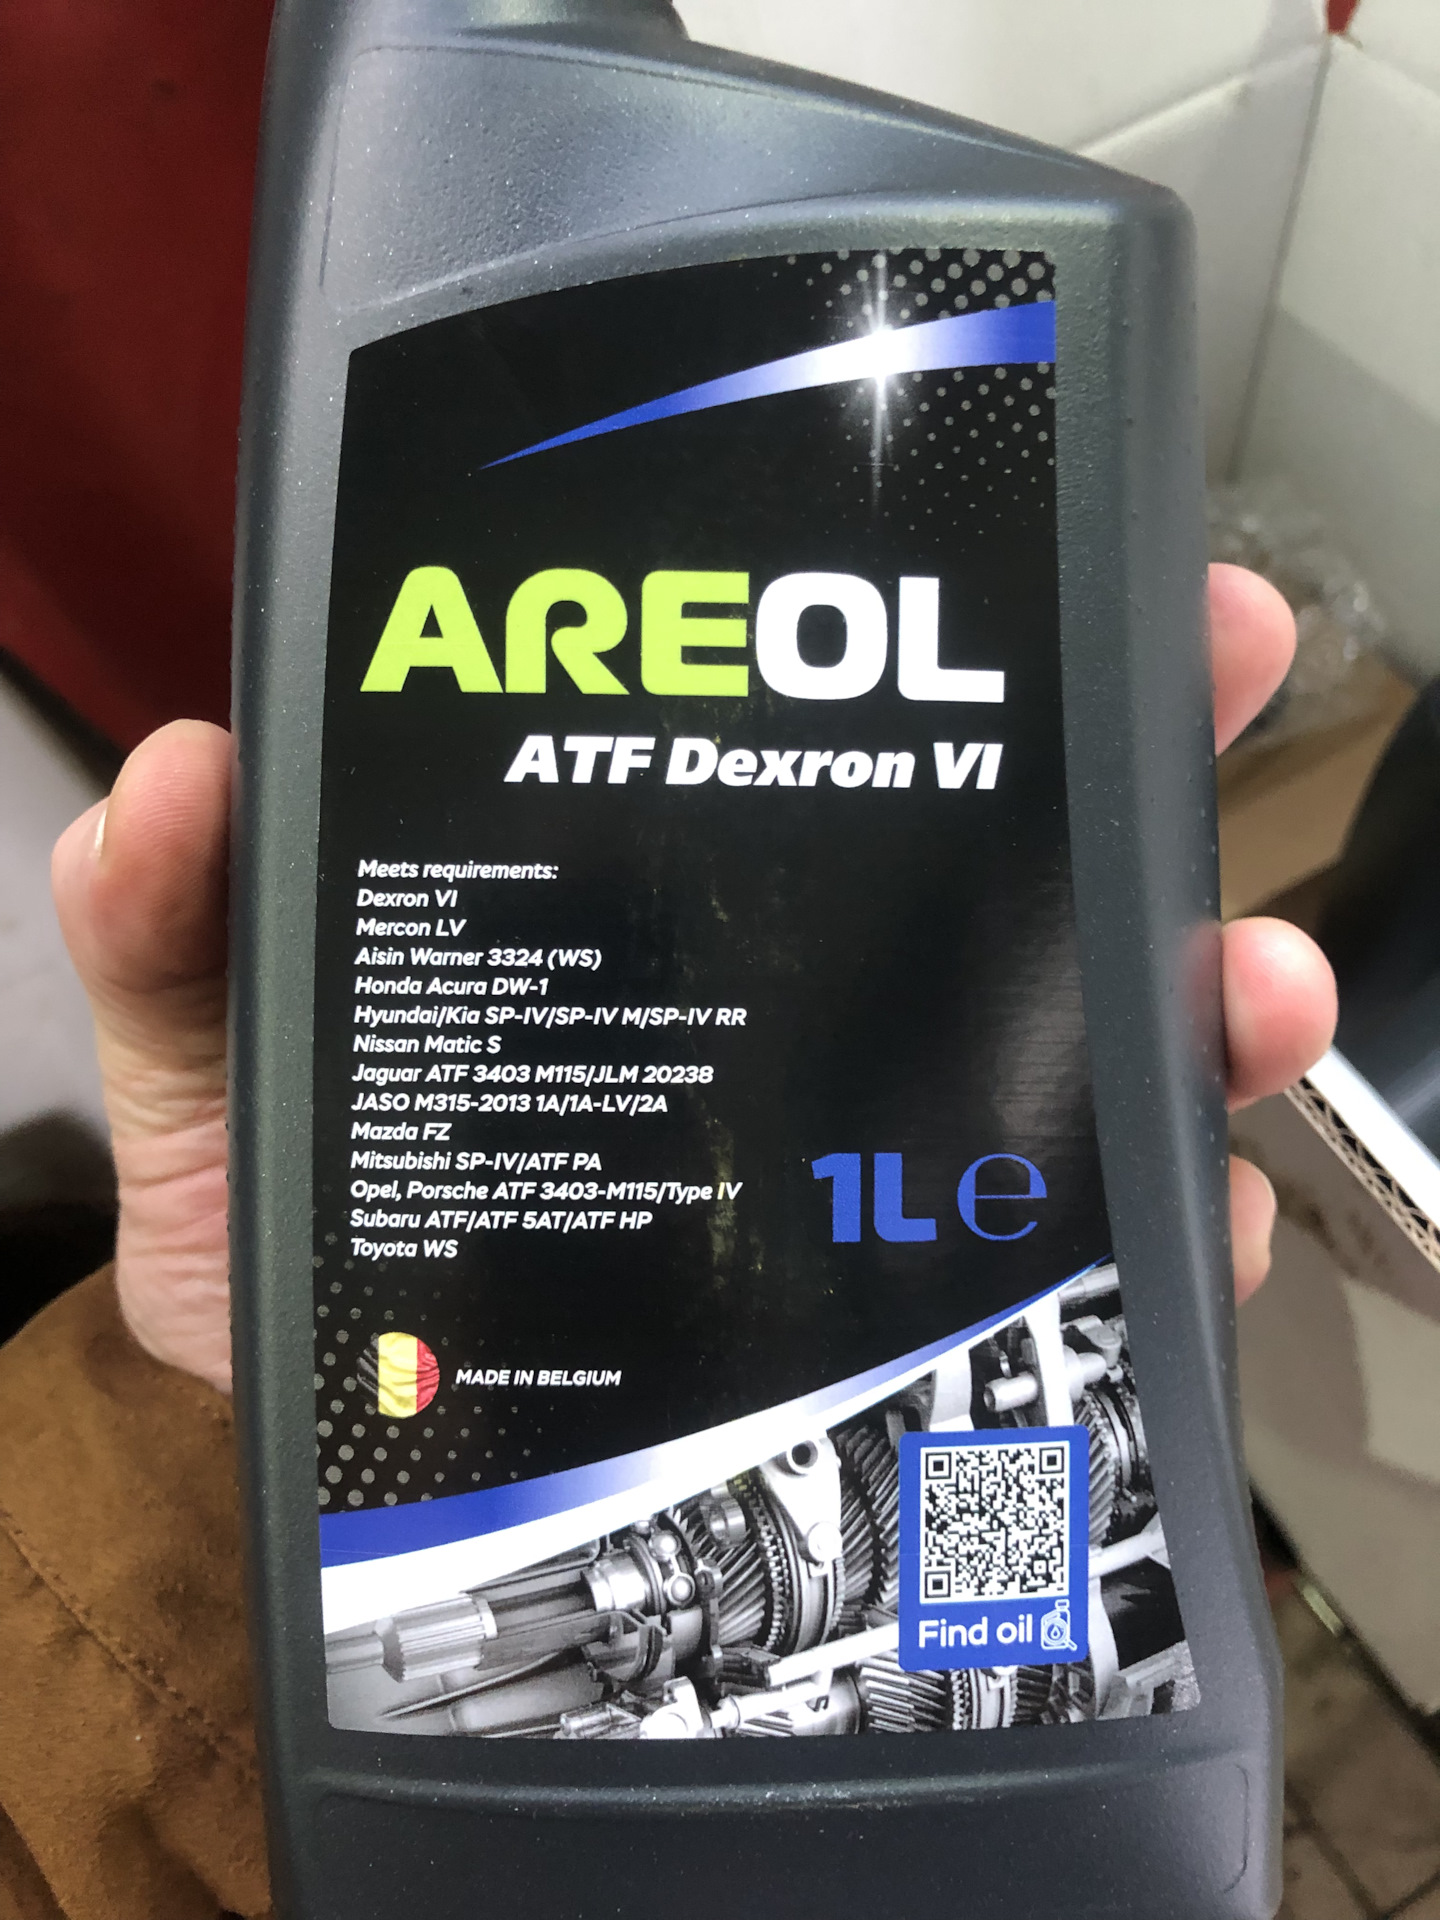 AREOL
ATF Dexron VI
Meets requirements:
Dexron VI
Mercon LV
Aisin Warner 3324 (WS)
Honda Acura DW-1
Hyundai/Kia SP-IV/SP-IV M/SP-IV RR
Nissan Matic S
Jaguar ATF 3403 M115/JLM 20238
JASO M315-2013 1A/1A-LV/2A
Mazda FZ
Mitsubishi SP-IV/ATF PA
Opel, Porsche ATF 3403-M115/Type IV
Subaru ATF/ATF 5AT/ATF HP
Toyota WS
1L e
MADE IN BELGIUM
Find oil